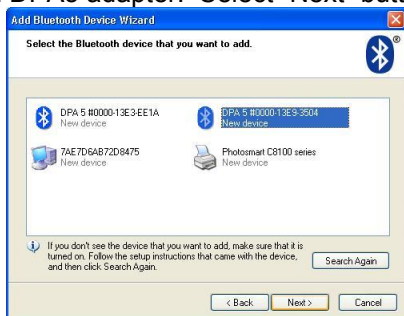 DPA5 adapter. Select "Next" butt
Add Bluetooth Device Wizard
Select the Bluetooth device that you want to add.
DPA 5 #0000-13E3-EE1A
New device
DPA 5 #0000-13E9-3504
New device
7AE7D6AB72D8475
New device
Photosmart C8100 series
New device
If you don't see the device that you want to add, make sure that it is
turned on. Follow the setup instructions that came with the device,
and then click Search Again.
Search Again
< Back
Next >
Cancel